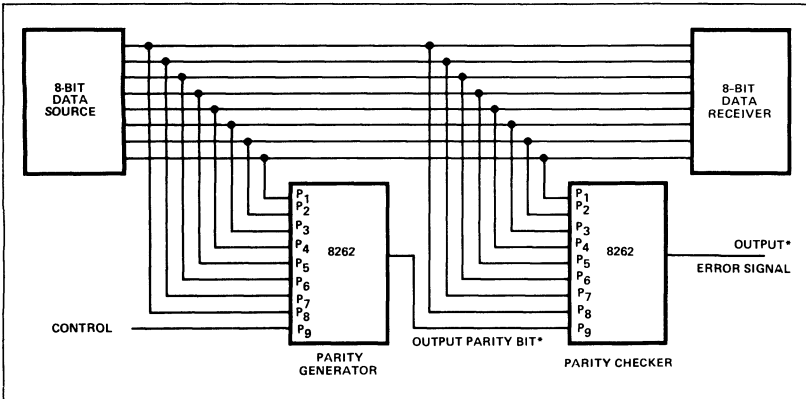 8-BIT
DATA
SOURCE
8-BIT
DATA
RECEIVER
P1
P2
P3
P4
P5
P6
P7
P8
P9
8262
P1
P2
P3
P4
P5
P6
P7
P8
P9
8262
OUTPUT*
ERROR SIGNAL
CONTROL
OUTPUT PARITY BIT*
PARITY
GENERATOR
PARITY CHECKER